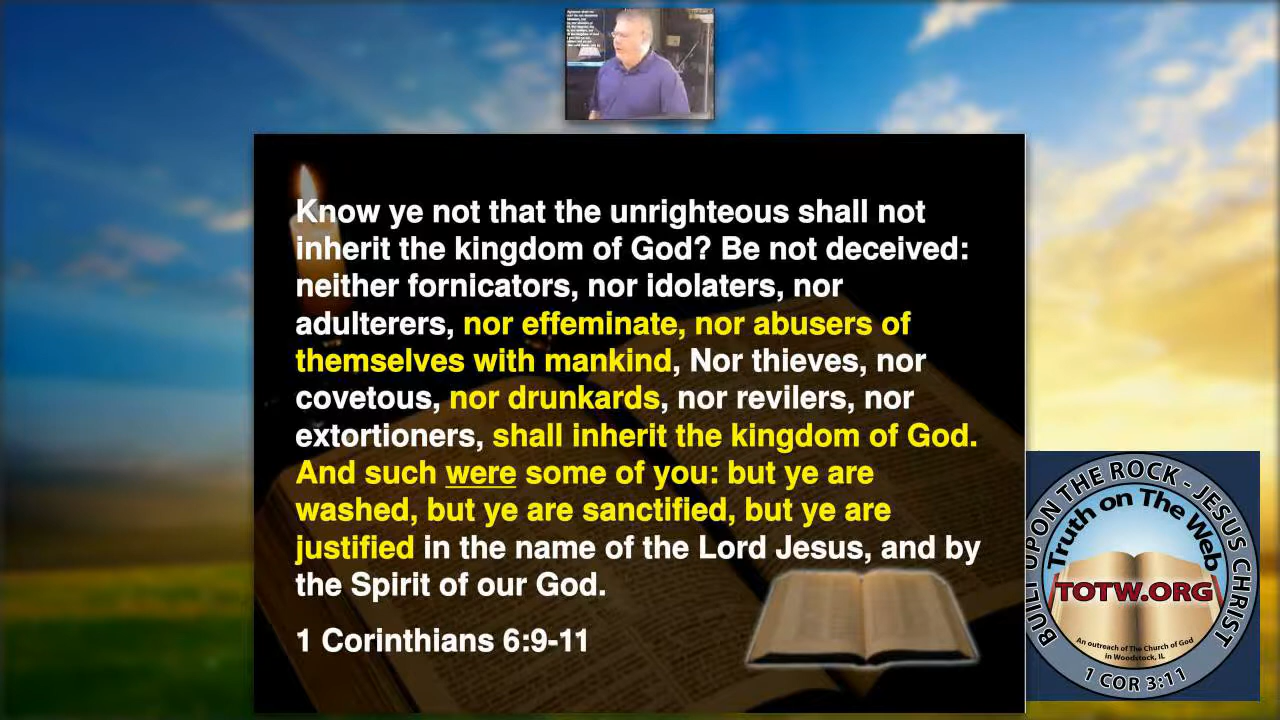 Know ye not that the unrighteous shall not
inherit the kingdom of God? Be not deceived:
neither fornicators, nor idolaters, nor
adulterers, nor effeminate, nor abusers of
themselves with mankind, Nor thieves, nor
covetous, nor drunkards, nor revilers, nor
extortioners, shall inherit the kingdom of God.
And such were some of you: but ye are
washed, but ye are sanctified, but ye are
justified in the name of the Lord Jesus, and by
the Spirit of our God.
1 Corinthians 6:9-11
BUILT UPON THE ROCK - JESUS CHRIST
Truth on The Web
TOTW.ORG
An outreach of The Church of God
in Woodstock, IL
1 COR 3:11